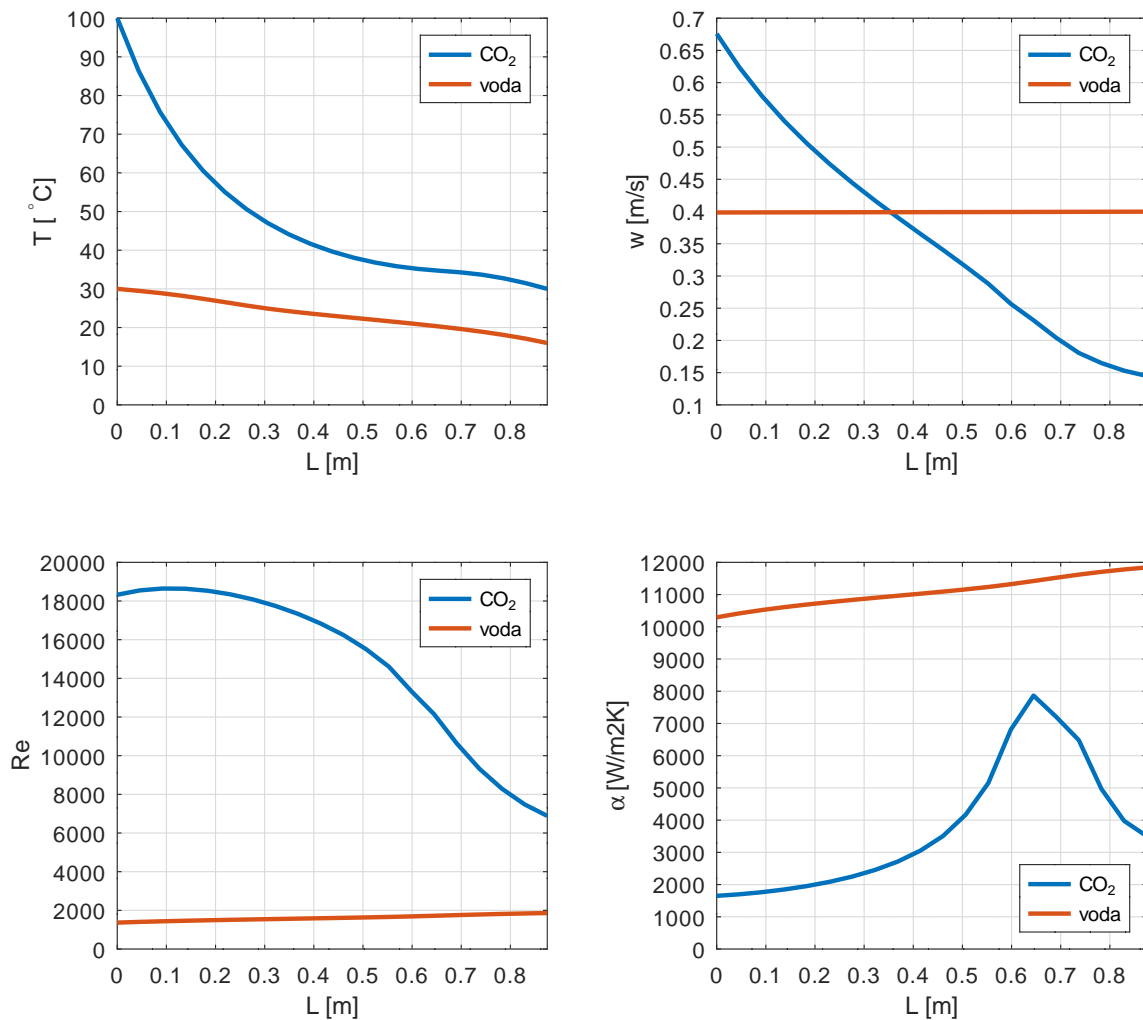 100
90
80
70
60
50
40
30
20
10
0
T [ °C]
CO₂
voda
0 0.1 0.2 0.3 0.4 0.5 0.6 0.7 0.8
L [m]
0.7
0.65
0.6
0.55
0.5
0.45
0.4
0.35
0.3
0.25
0.2
0.15
0.1
w [m/s]
CO₂
voda
0 0.1 0.2 0.3 0.4 0.5 0.6 0.7 0.8
L [m]
20000
18000
16000
14000
12000
10000
8000
6000
4000
2000
0
Re
CO₂
voda
0 0.1 0.2 0.3 0.4 0.5 0.6 0.7 0.8
L [m]
12000
11000
10000
9000
8000
7000
6000
5000
4000
3000
2000
1000
0
α [W/m2K]
CO₂
voda
0 0.1 0.2 0.3 0.4 0.5 0.6 0.7 0.8
L [m]